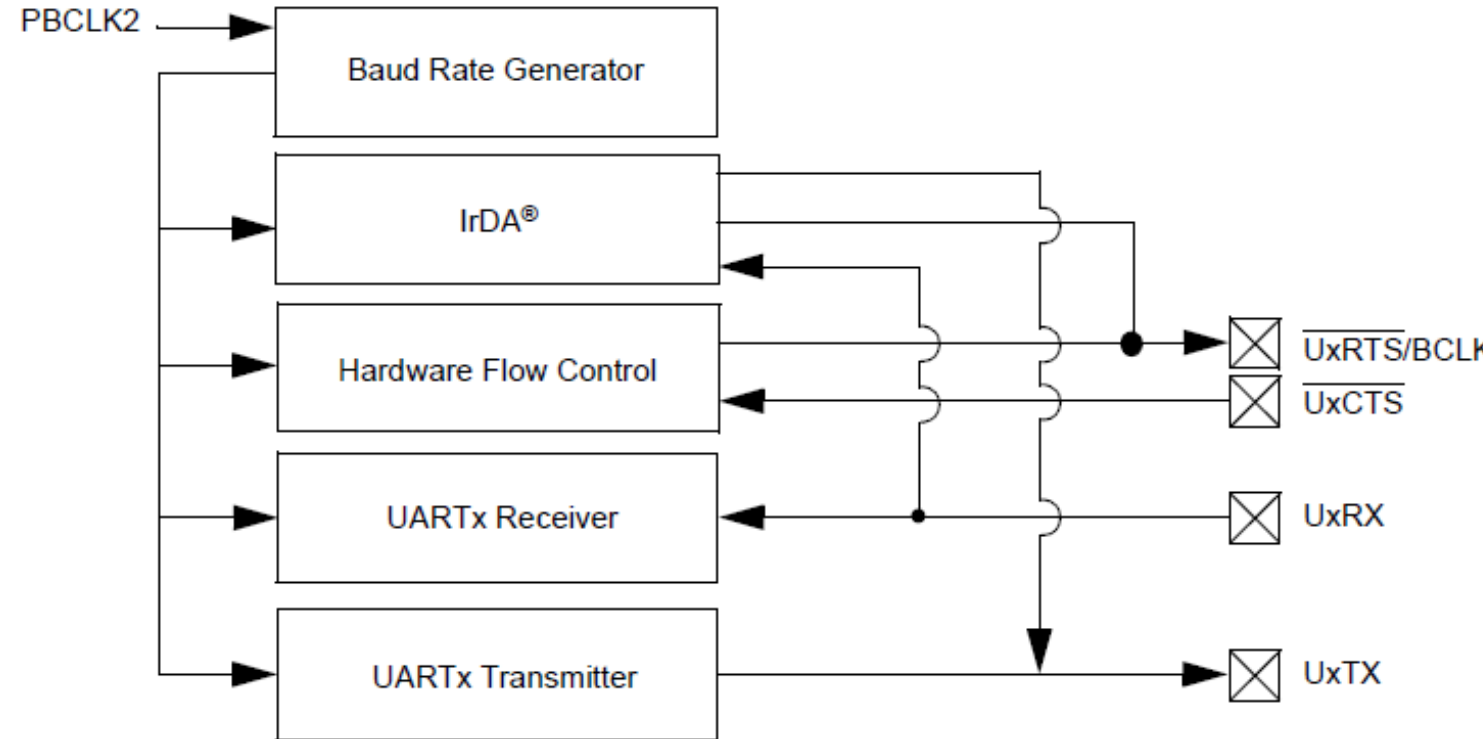 PBCLK2
Baud Rate Generator
IrDA®
Hardware Flow Control
UxRTS/BCLK
UxCTS
UARTx Receiver
UxRX
UARTx Transmitter
UxTX